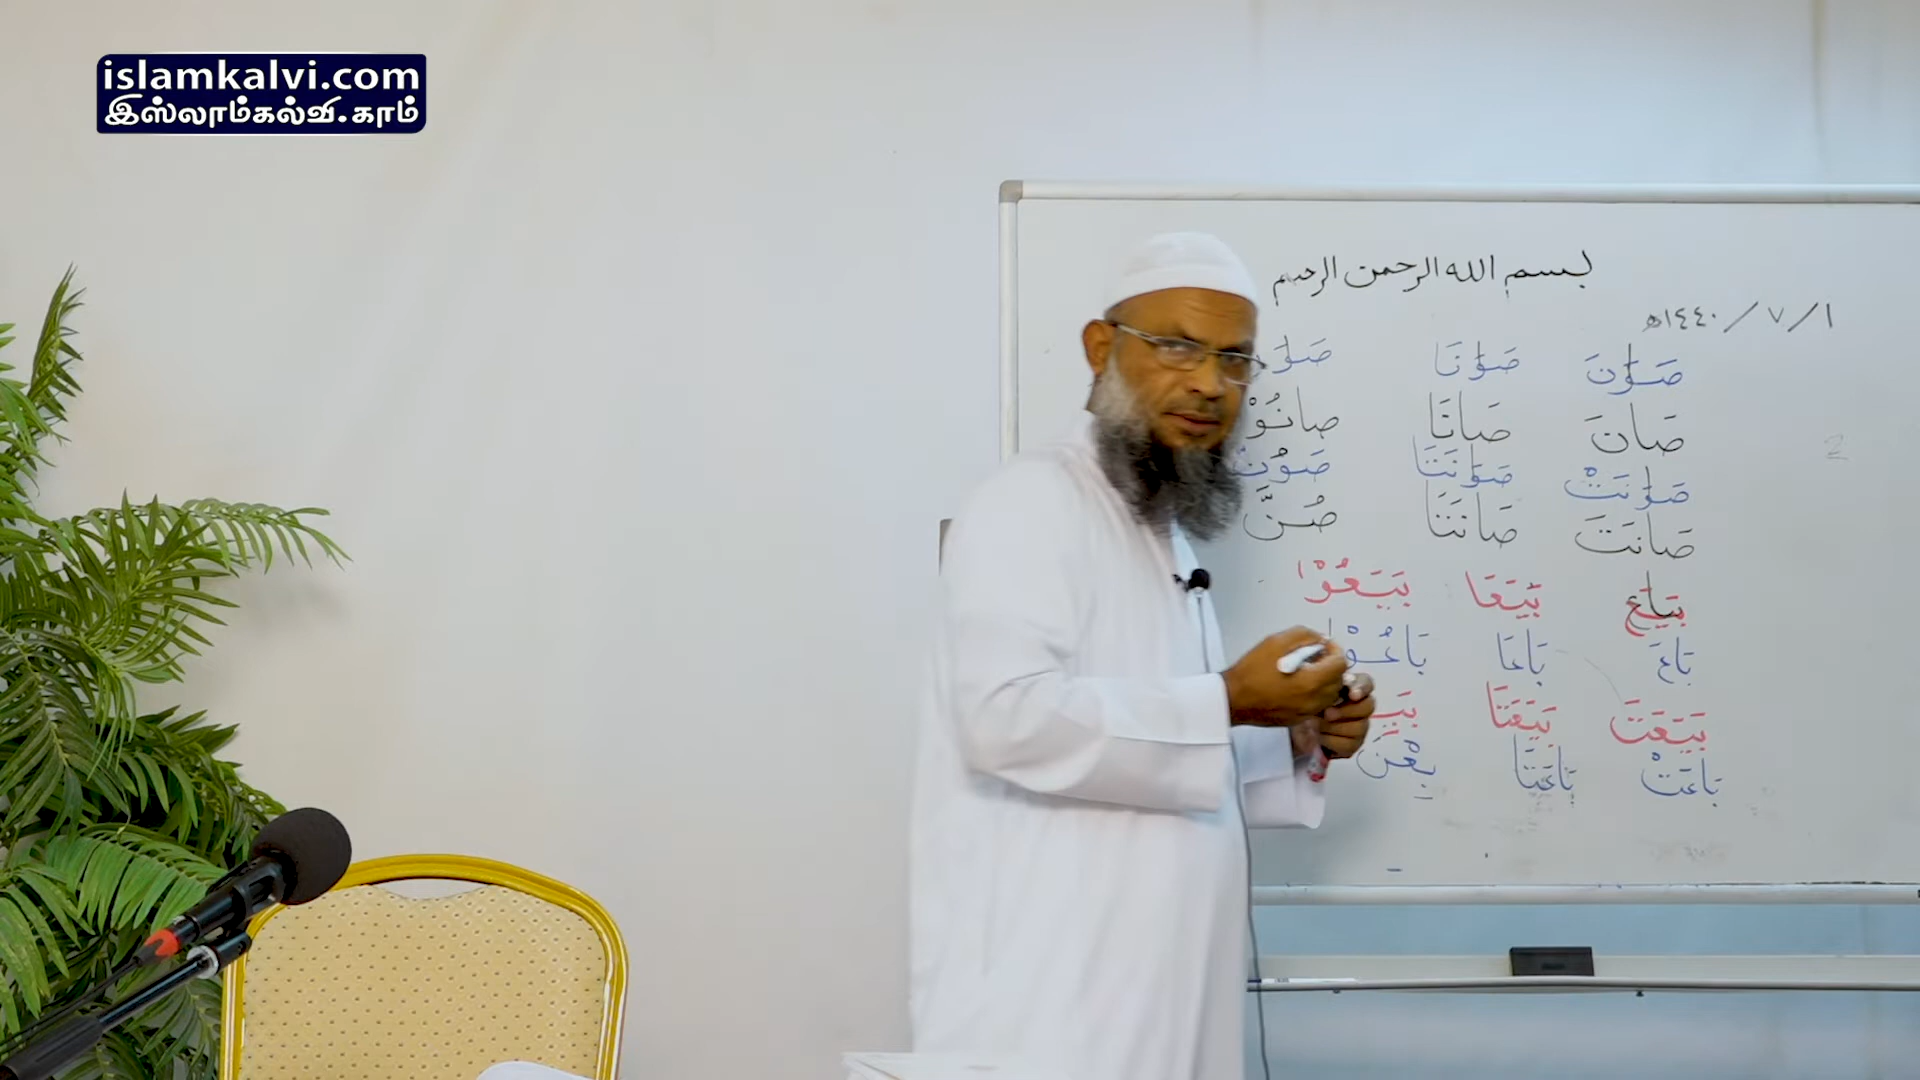 islamkalvi.com
இஸ்லாம்கல்வி.காம்
بسم الله الرحمن الرحيم
١/٧/١٤٤٠هـ
صَوَنَ صَوَنَا
صَانَ صَانَا صَانُوْ
صَوَنَتْ صَوَنَتَا صَوَنْ
صَانَتَ صَانَتَا صُنَّ
بَيَعَ بَيَعَا بَيَعُوْا
بَاعَ بَاعَا بَاعُوْا
بَيَعَتَ بَيَعَتَا
بَاعَتْ بَاعَتَا بِعْنَ